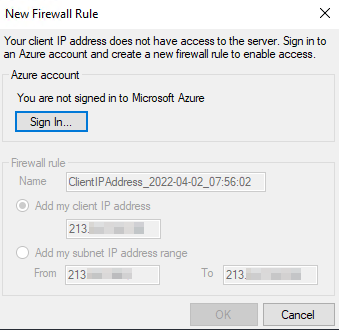 New Firewall Rule
Your client IP address does not have access to the server. Sign in to
an Azure account and create a new firewall rule to enable access.
Azure account
You are not signed in to Microsoft Azure
Sign In...
Firewall rule
Name ClientIPAddress_2022-04-02_07:56:02
Add my client IP address
213.
Add my subnet IP address range
From 213 To 213.
OK Cancel